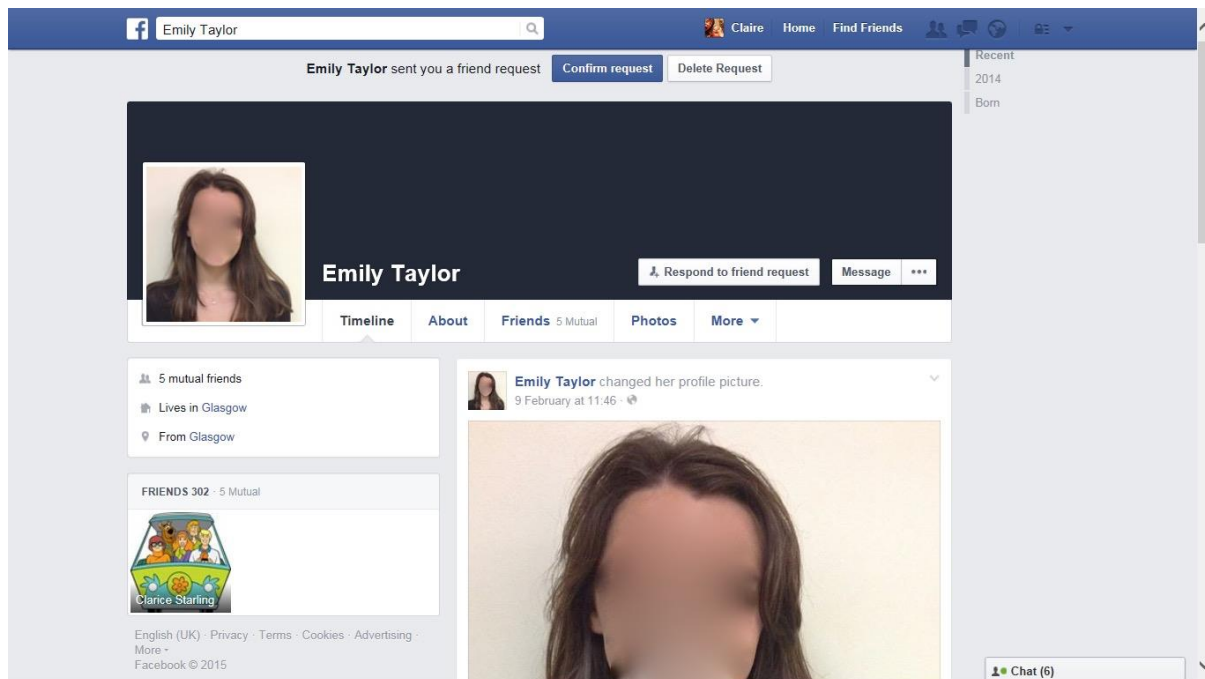 Emily Taylor
Claire Home Find Friends
Emily Taylor sent you a friend request Confirm request Delete Request
Recent
2014
Born
Emily Taylor
Respond to friend request Message
Timeline About Friends 5 Mutual Photos More
5 mutual friends
Lives in Glasgow
From Glasgow
Emily Taylor changed her profile picture.
9 February at 11:46 ·
FRIENDS 302 · 5 Mutual
Clarice Starling
English (UK) · Privacy · Terms · Cookies · Advertising ·
More
Facebook © 2015
Chat (6)